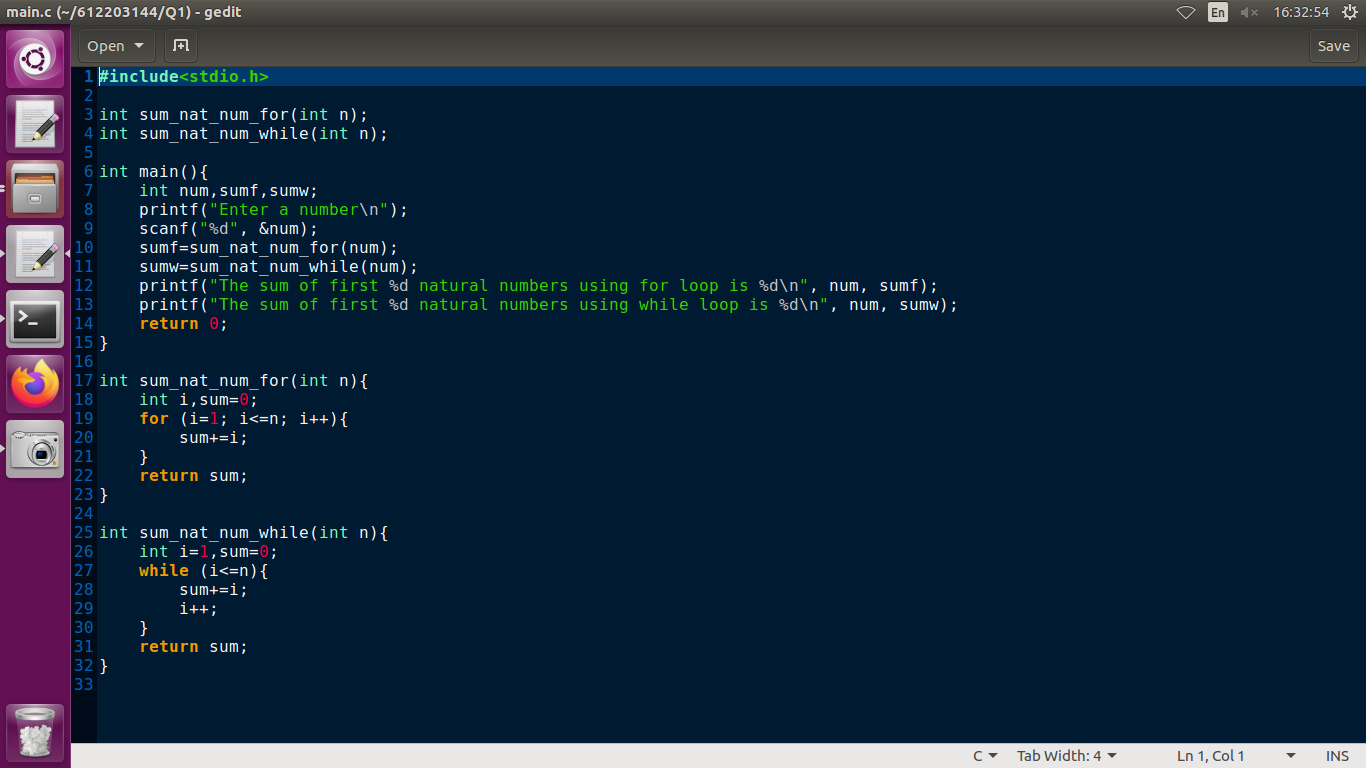 main.c (~/612203144/Q1) - gedit
En
16:32:54
Open
Save
1 #include<stdio.h>
2
3 int sum_nat_num_for(int n);
4 int sum_nat_num_while(int n);
5
6 int main(){
7     int num,sumf,sumw;
8     printf("Enter a number\n");
9     scanf("%d", &num);
10     sumf=sum_nat_num_for(num);
11     sumw=sum_nat_num_while(num);
12     printf("The sum of first %d natural numbers using for loop is %d\n", num, sumf);
13     printf("The sum of first %d natural numbers using while loop is %d\n", num, sumw);
14     return 0;
15 }
16
17 int sum_nat_num_for(int n){
18     int i,sum=0;
19     for (i=1; i<=n; i++){
20         sum+=i;
21     }
22     return sum;
23 }
24
25 int sum_nat_num_while(int n){
26     int i=1,sum=0;
27     while (i<=n){
28         sum+=i;
29         i++;
30     }
31     return sum;
32 }
33
C
Tab Width: 4
Ln 1, Col 1
INS